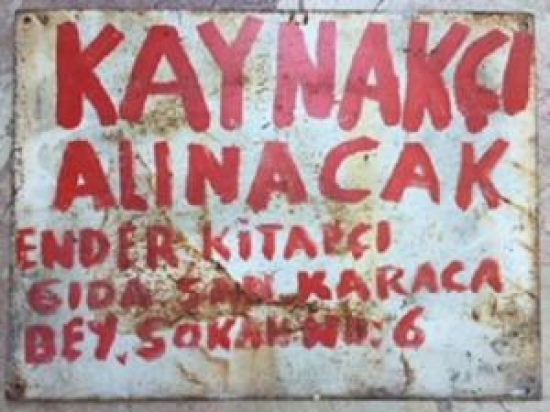 KAYNAKÇI
ALINACAK
ENDER KİTAPÇI
GIDA SAN KARACA
BEY. SOKAK NO: 6